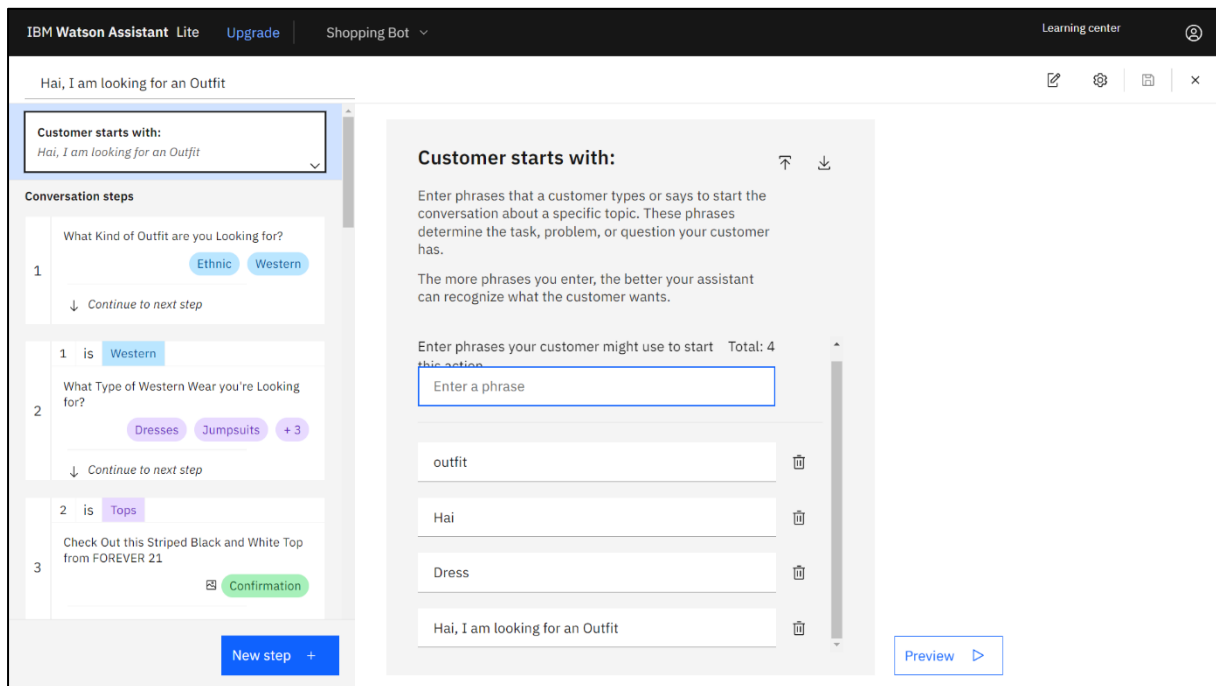 IBM Watson Assistant Lite Upgrade Shopping Bot Learning center
Hai, I am looking for an Outfit
Customer starts with:
Hai, I am looking for an Outfit
Conversation steps
1
What Kind of Outfit are you Looking for?
Ethnic Western
Continue to next step
1 is Western
2
What Type of Western Wear you're Looking
for?
Dresses Jumpsuits + 3
Continue to next step
2 is Tops
3
Check Out this Striped Black and White Top
from FOREVER 21
Confirmation
New step +
Customer starts with:
Enter phrases that a customer types or says to start the
conversation about a specific topic. These phrases
determine the task, problem, or question your customer
has.
The more phrases you enter, the better your assistant
can recognize what the customer wants.
Enter phrases your customer might use to start Total: 4
this action
Enter a phrase
outfit
Hai
Dress
Hai, I am looking for an Outfit
Preview